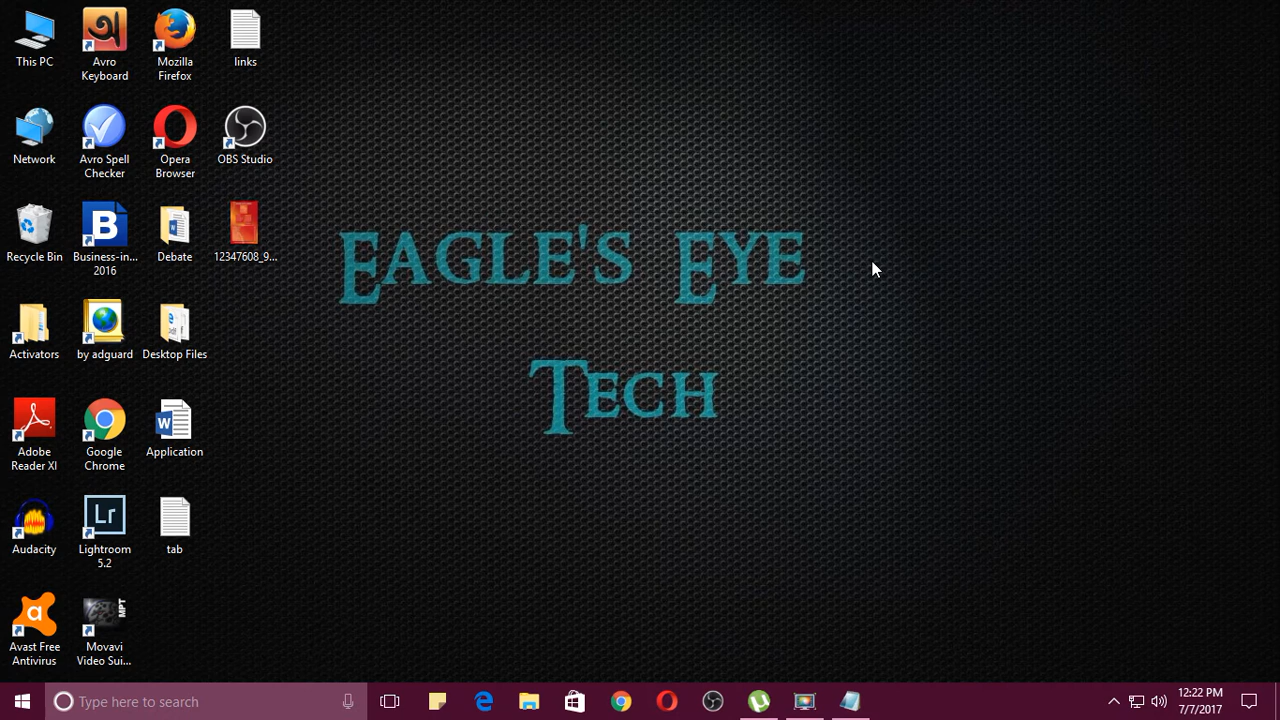 This PC
Avro
Keyboard
Mozilla
Firefox
links
Network
Avro Spell
Checker
Opera
Browser
OBS Studio
Recycle Bin
B
Business-in...
2016
Debate
12347608_9...
Activators
by adguard
Desktop Files
Adobe
Reader XI
Google
Chrome
W
Application
Audacity
Lr
Lightroom
5.2
tab
Avast Free
Antivirus
MPT
Movavi
Video Sui...
EAGLE'S EYE
TECH
Type here to search
12:22 PM
7/7/2017